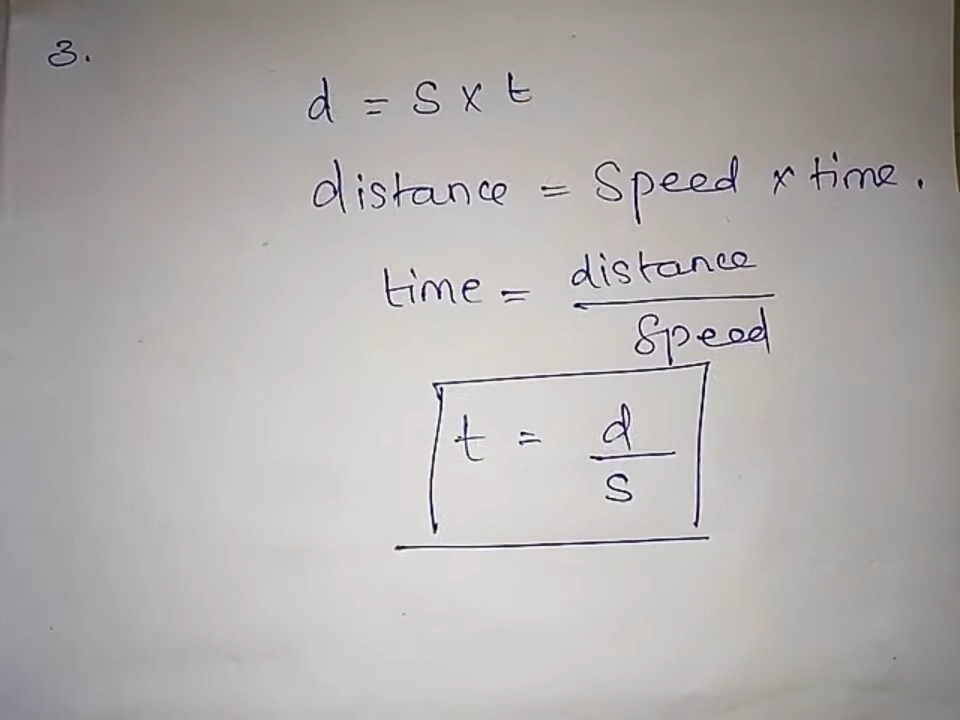 3.
d = S × t
distance = Speed × time.
time = distance / Speed
t = d / s